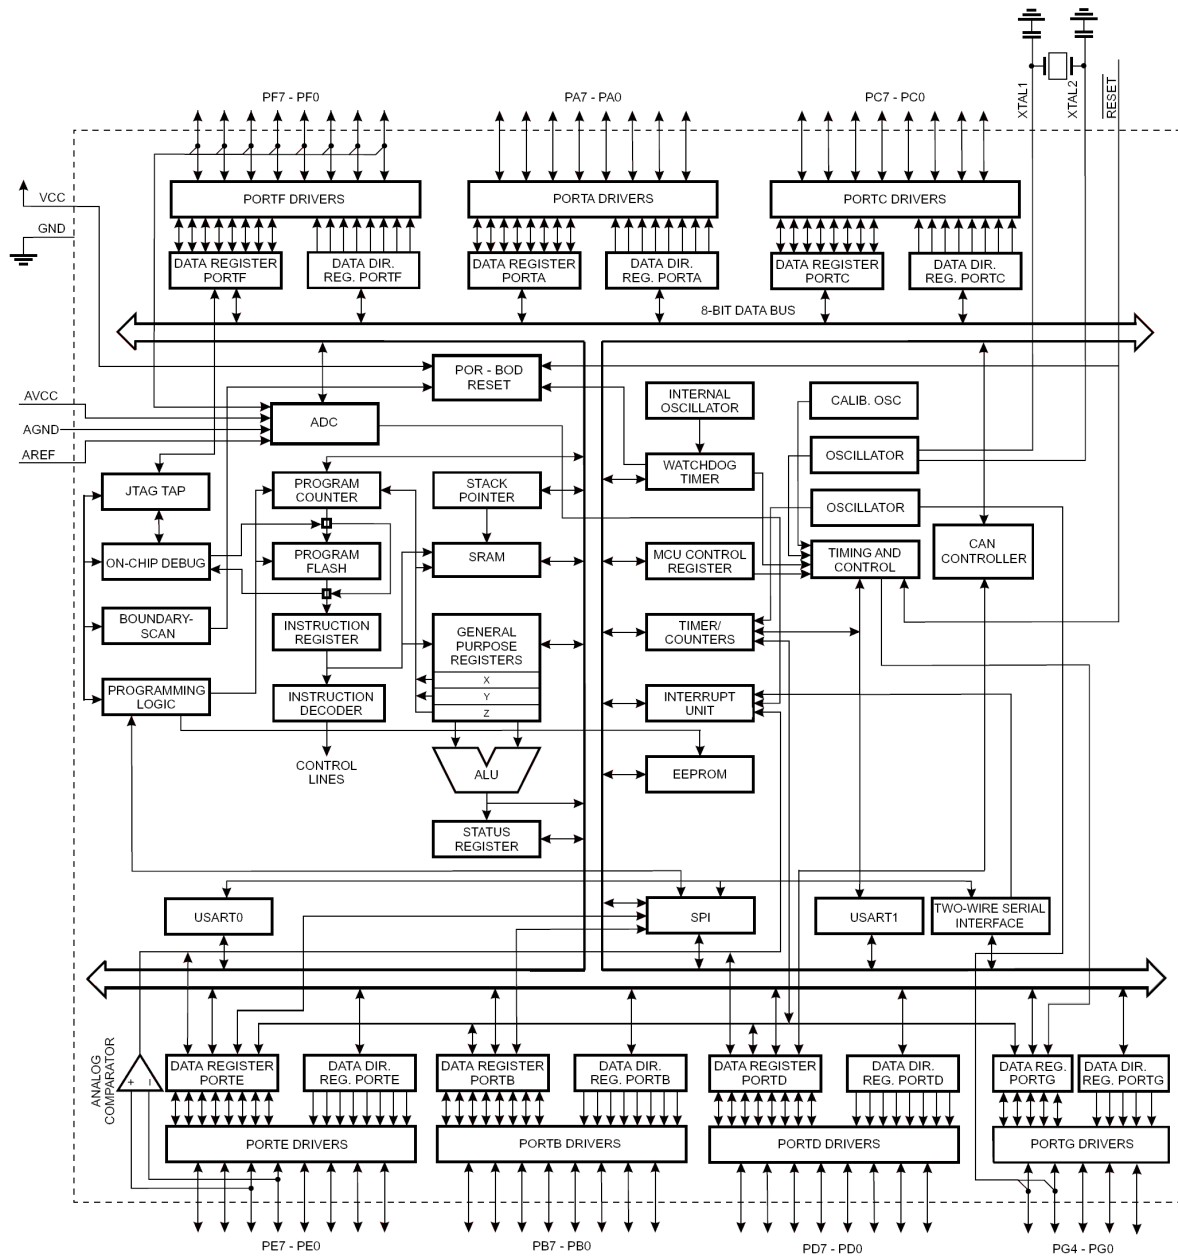 XTAL1
XTAL2
RESET
PF7 - PF0
PA7 - PA0
PC7 - PC0
VCC
GND
PORTF DRIVERS
PORTA DRIVERS
PORTC DRIVERS
DATA REGISTER
PORTF
DATA DIR.
REG. PORTF
DATA REGISTER
PORTA
DATA DIR.
REG. PORTA
DATA REGISTER
PORTC
DATA DIR.
REG. PORTC
8-BIT DATA BUS
POR - BOD
RESET
AVCC
AGND
AREF
ADC
INTERNAL
OSCILLATOR
CALIB. OSC
OSCILLATOR
WATCHDOG
TIMER
JTAG TAP
PROGRAM
COUNTER
STACK
POINTER
OSCILLATOR
ON-CHIP DEBUG
PROGRAM
FLASH
SRAM
MCU CONTROL
REGISTER
TIMING AND
CONTROL
CAN
CONTROLLER
BOUNDARY-
SCAN
INSTRUCTION
REGISTER
GENERAL
PURPOSE
REGISTERS
X
Y
Z
TIMER/
COUNTERS
PROGRAMMING
LOGIC
INSTRUCTION
DECODER
INTERRUPT
UNIT
CONTROL
LINES
ALU
EEPROM
STATUS
REGISTER
USART0
SPI
USART1
TWO-WIRE SERIAL
INTERFACE
ANALOG
COMPARATOR
+
−
DATA REGISTER
PORTE
DATA DIR.
REG. PORTE
DATA REGISTER
PORTB
DATA DIR.
REG. PORTB
DATA REGISTER
PORTD
DATA DIR.
REG. PORTD
DATA REG.
PORTG
DATA DIR.
REG. PORTG
PORTE DRIVERS
PORTB DRIVERS
PORTD DRIVERS
PORTG DRIVERS
PE7 - PE0
PB7 - PB0
PD7 - PD0
PG4 - PG0